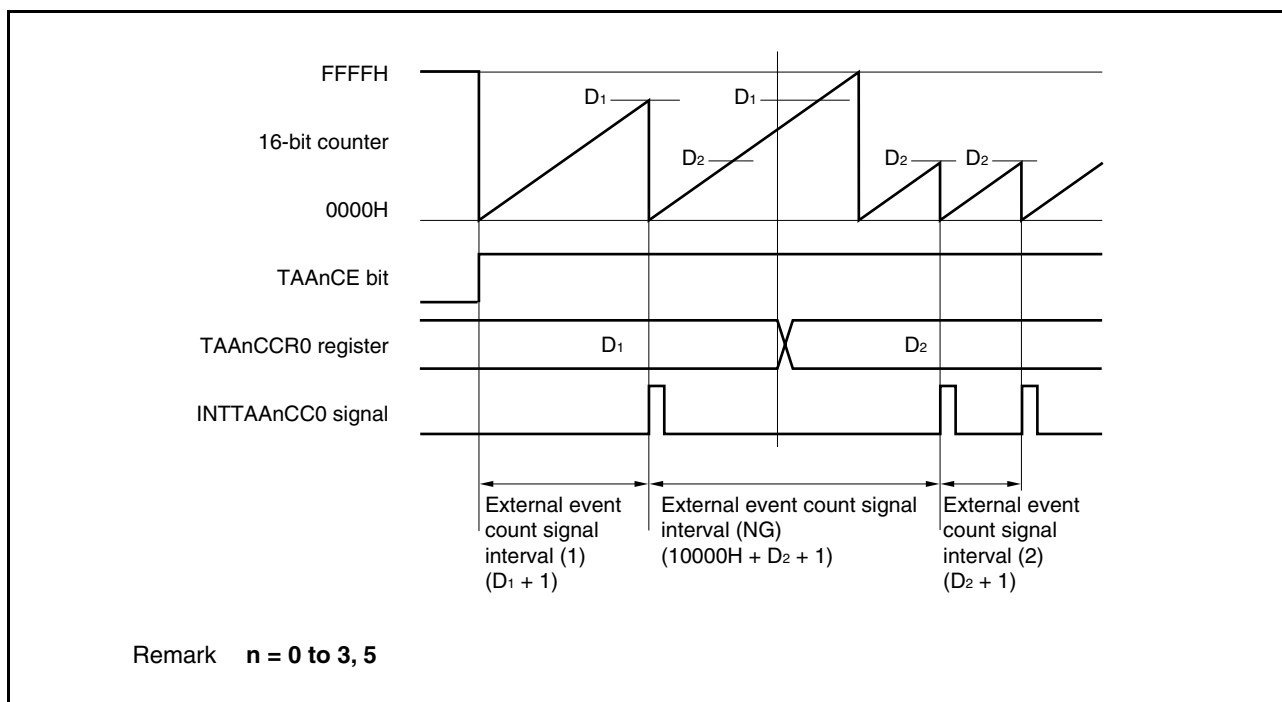 FFFFH
D1
D1
16-bit counter
D2
D2
D2
0000H
TAAnCE bit
TAAnCCR0 register
D1
D2
INTTAAnCC0 signal
External event
count signal
interval (1)
(D1 + 1)
External event count signal
interval (NG)
(10000H + D2 + 1)
External event
count signal
interval (2)
(D2 + 1)
Remark n = 0 to 3, 5